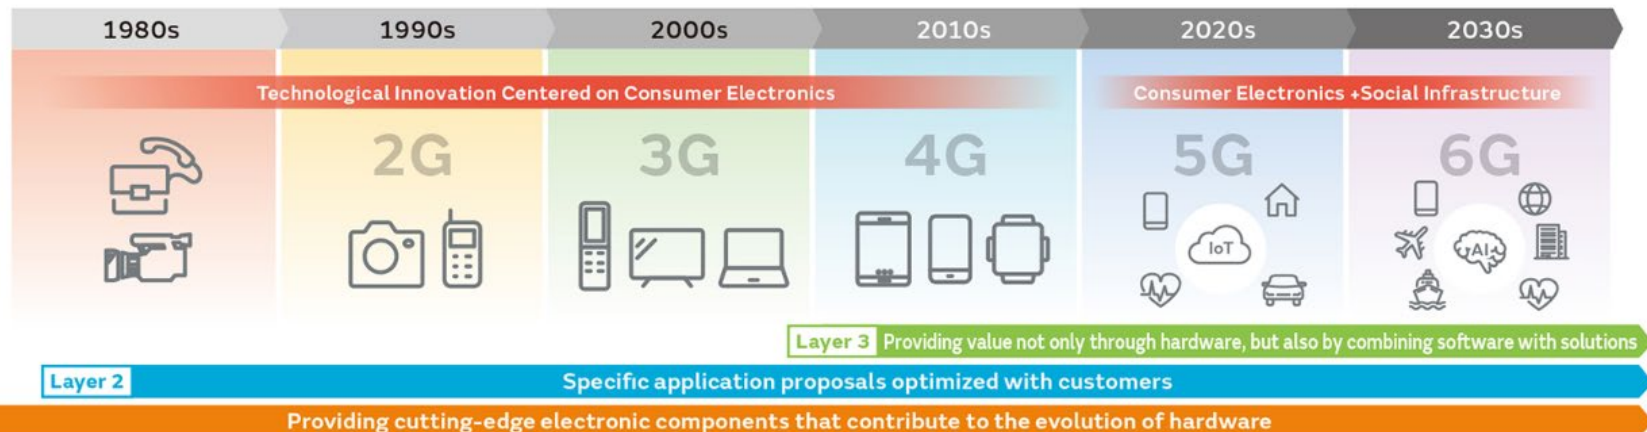 1980s 1990s 2000s 2010s 2020s 2030s
Technological Innovation Centered on Consumer Electronics
Consumer Electronics +Social Infrastructure
2G 3G 4G 5G 6G
IoT
AI
Layer 3 Providing value not only through hardware, but also by combining software with solutions
Layer 2 Specific application proposals optimized with customers
Providing cutting-edge electronic components that contribute to the evolution of hardware